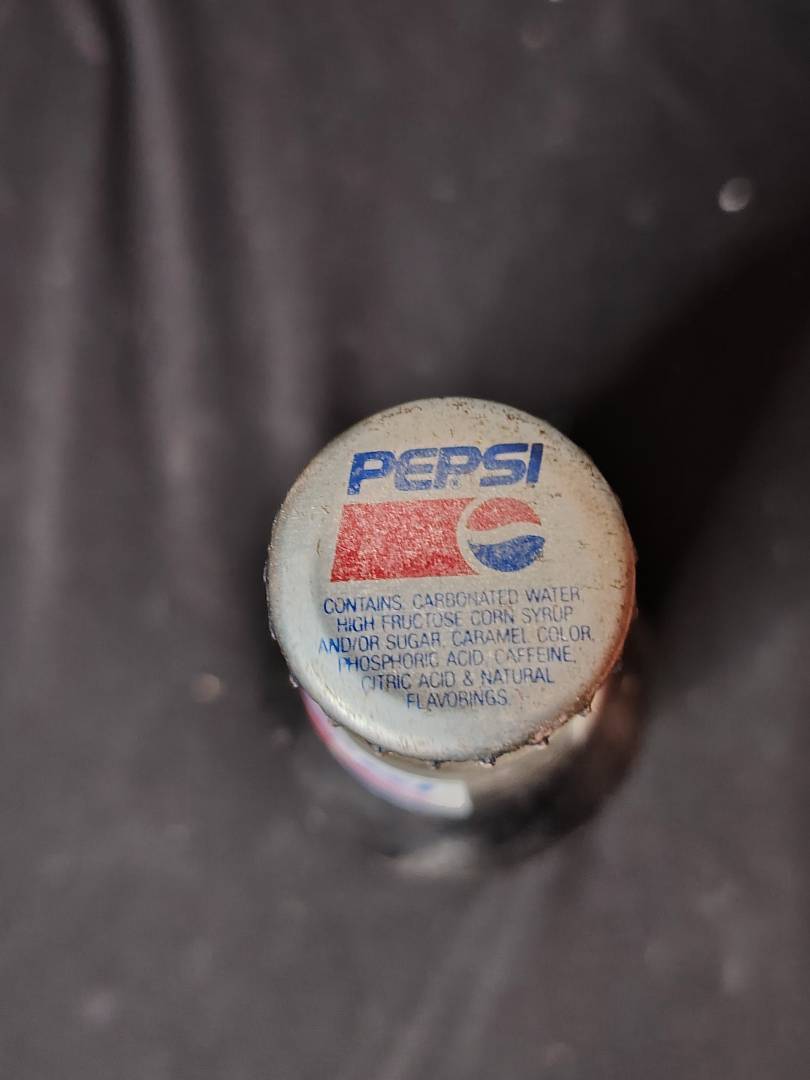 PEPSI
CONTAINS: CARBONATED WATER,
HIGH FRUCTOSE CORN SYRUP
AND/OR SUGAR, CARAMEL COLOR,
PHOSPHORIC ACID, CAFFEINE,
CITRIC ACID & NATURAL
FLAVORINGS.